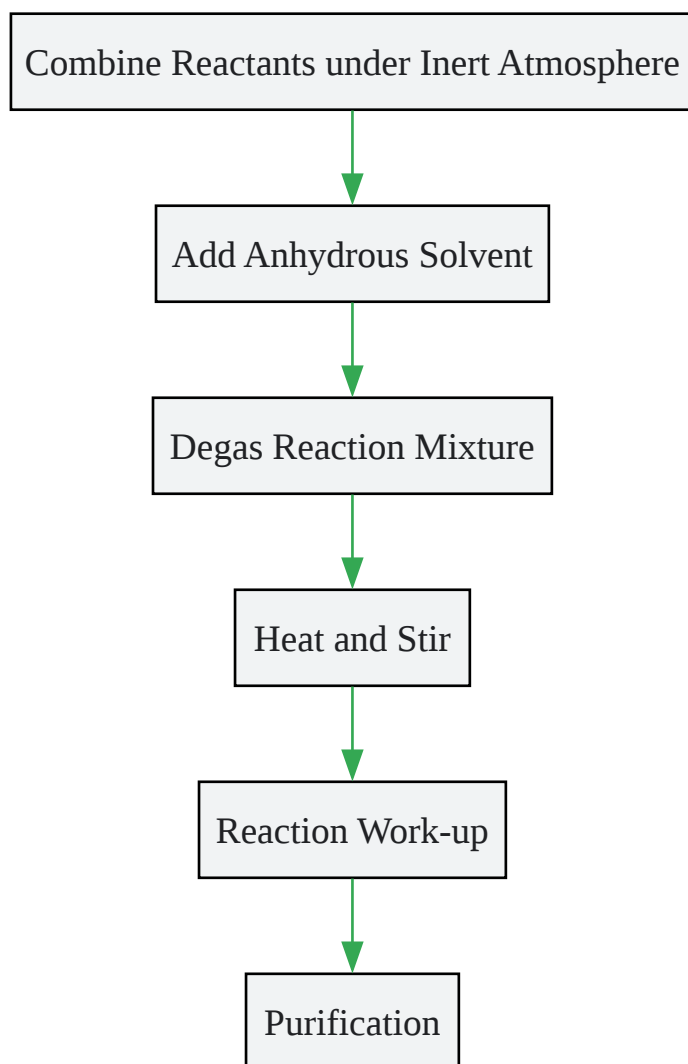 Combine Reactants under Inert Atmosphere
Add Anhydrous Solvent
Degas Reaction Mixture
Heat and Stir
Reaction Work-up
Purification